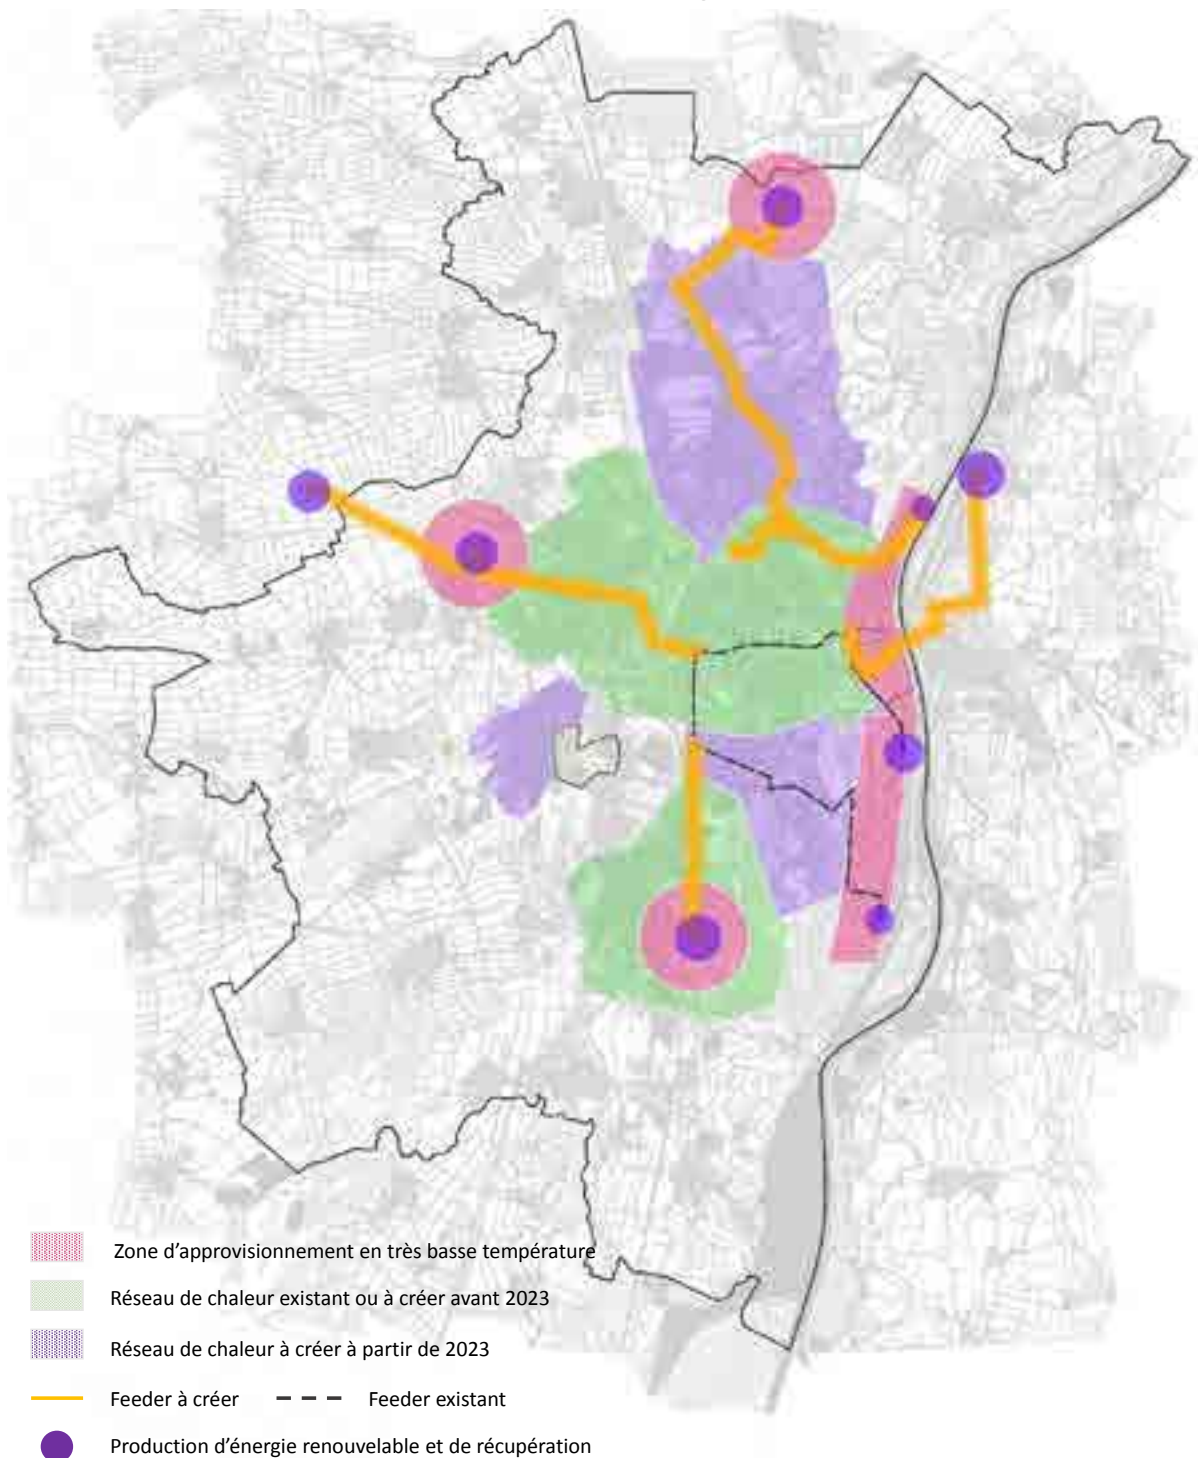 Zone d’approvisionnement en très basse température
Réseau de chaleur existant ou à créer avant 2023
Réseau de chaleur à créer à partir de 2023
Feeder à créer Feeder existant
Production d’énergie renouvelable et de récupération